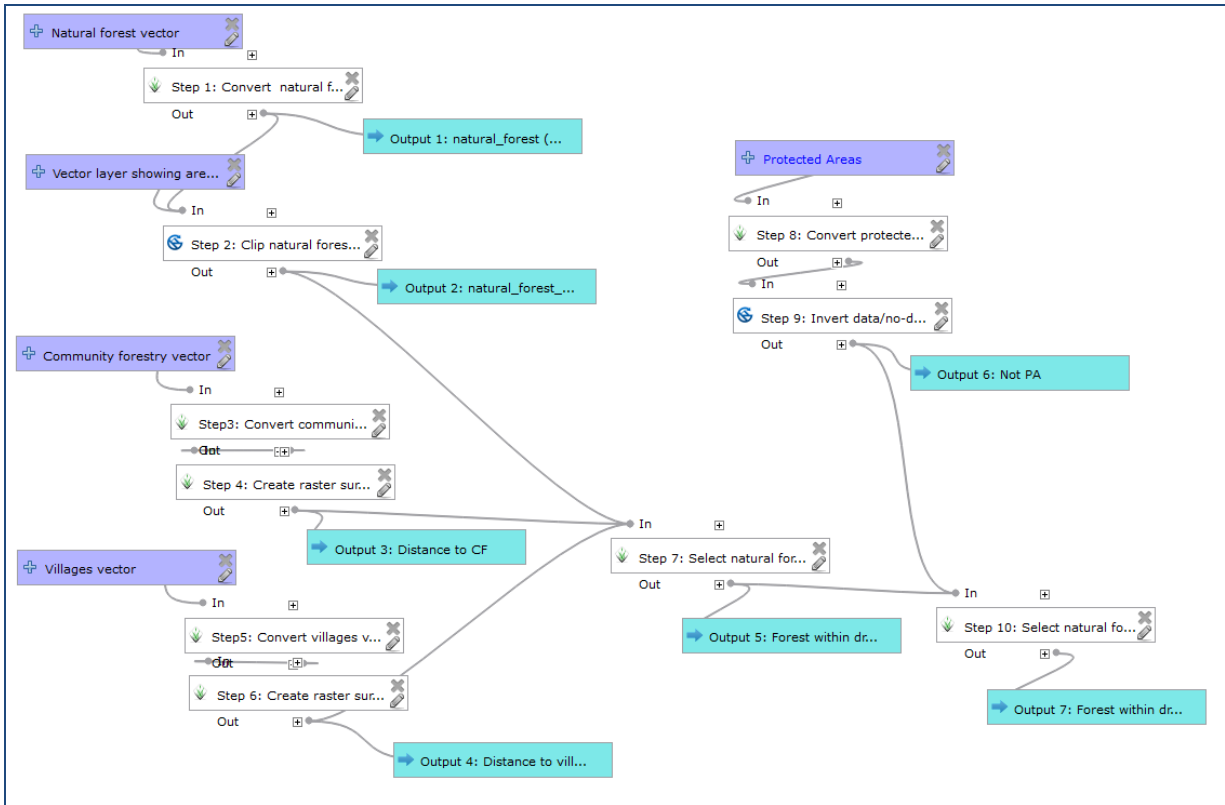 Natural forest vector
In
Step 1: Convert  natural f...
Out
Output 1: natural_forest (...
Vector layer showing are...
In
Step 2: Clip natural fores...
Out
Output 2: natural_forest_...
Community forestry vector
In
Step3: Convert communi...
Out
In
Step 4: Create raster sur...
Out
Output 3: Distance to CF
Villages vector
In
Step5: Convert villages v...
Out
In
Step 6: Create raster sur...
Out
Output 4: Distance to vill...
In
Step 7: Select natural for...
Out
Output 5: Forest within dr...
Protected Areas
In
Step 8: Convert protecte...
Out
In
Step 9: Invert data/no-d...
Out
Output 6: Not PA
In
Step 10: Select natural fo...
Out
Output 7: Forest within dr...